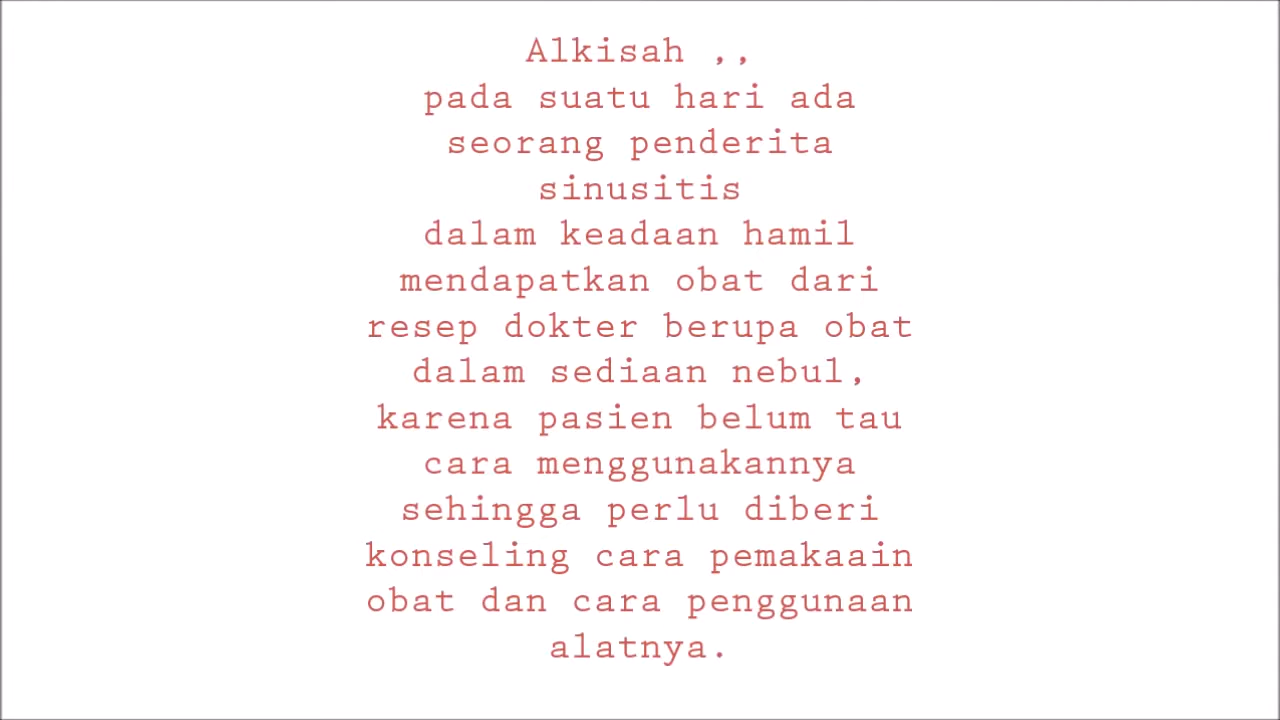 Alkisah ,,
pada suatu hari ada
seorang penderita
sinusitis
dalam keadaan hamil
mendapatkan obat dari
resep dokter berupa obat
dalam sediaan nebul,
karena pasien belum tau
cara menggunakannya
sehingga perlu diberi
konseling cara pemakaain
obat dan cara penggunaan
alatnya.